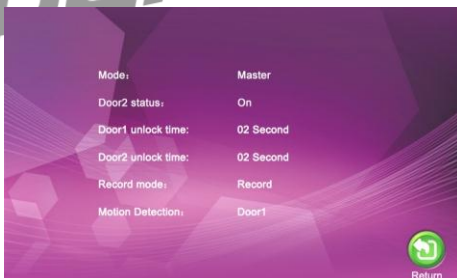 Mode: Master
Door2 status: On
Door1 unlock time: 02 Second
Door2 unlock time: 02 Second
Record mode: Record
Motion Detection: Door1
Return